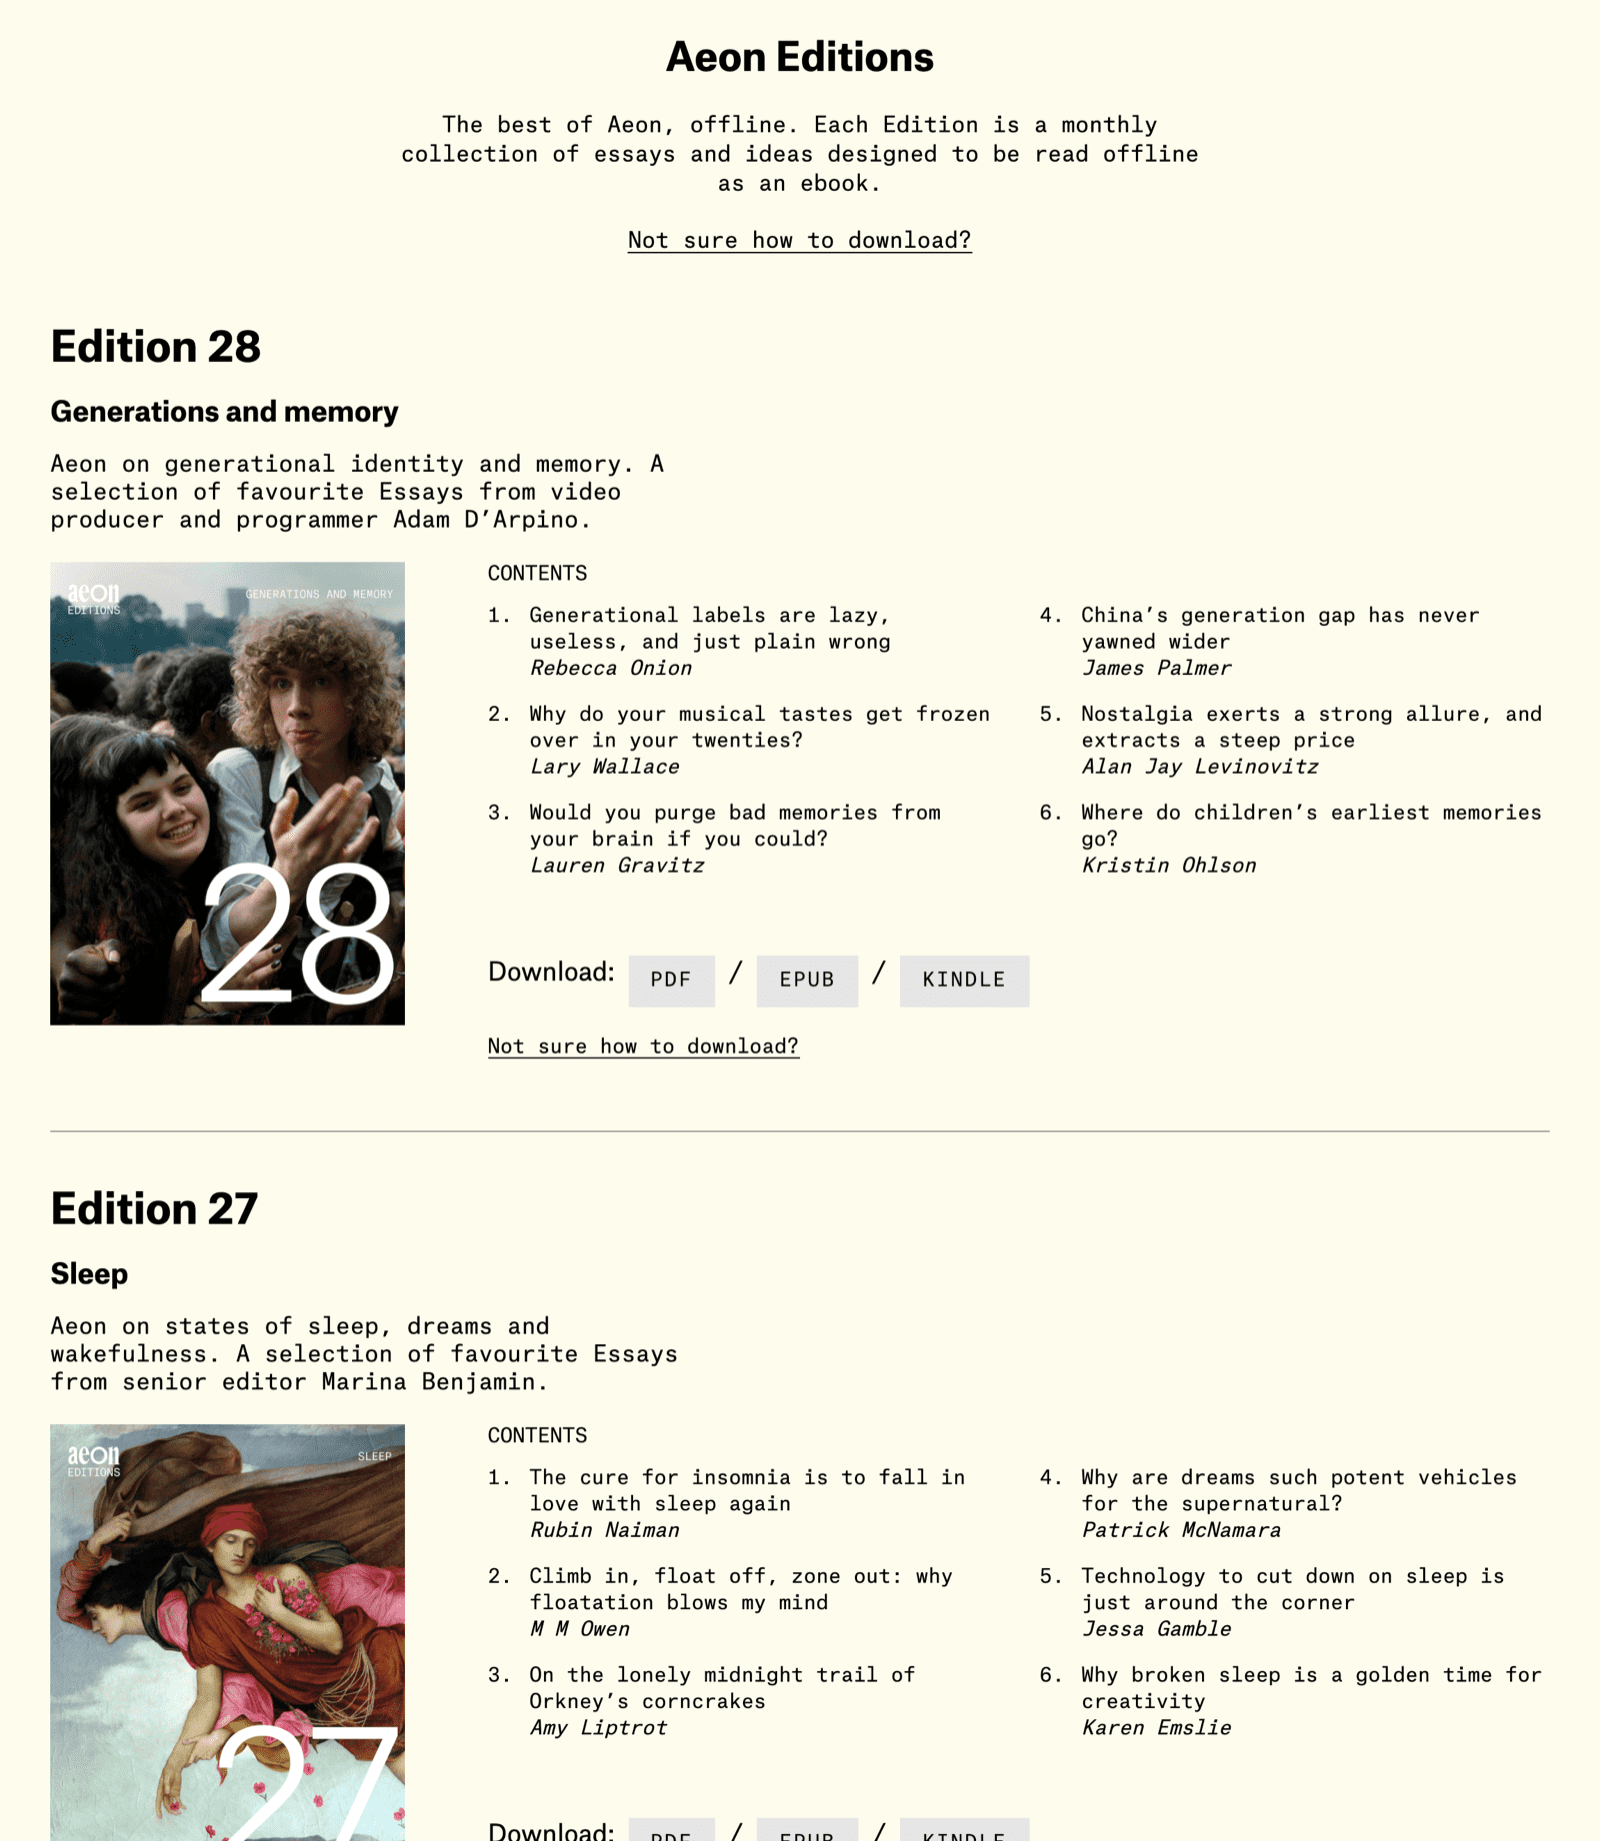 Aeon Editions
The best of Aeon, offline. Each Edition is a monthly
collection of essays and ideas designed to be read offline
as an ebook.
Not sure how to download?
Edition 28
Generations and memory
Aeon on generational identity and memory. A
selection of favourite Essays from video
producer and programmer Adam D’Arpino.
aeon
EDITIONS
GENERATIONS AND MEMORY
28
CONTENTS
1. Generational labels are lazy,
useless, and just plain wrong
Rebecca Onion
2. Why do your musical tastes get frozen
over in your twenties?
Lary Wallace
3. Would you purge bad memories from
your brain if you could?
Lauren Gravitz
4. China’s generation gap has never
yawned wider
James Palmer
5. Nostalgia exerts a strong allure, and
extracts a steep price
Alan Jay Levinovitz
6. Where do children’s earliest memories
go?
Kristin Ohlson
Download: PDF / EPUB / KINDLE
Not sure how to download?
Edition 27
Sleep
Aeon on states of sleep, dreams and
wakefulness. A selection of favourite Essays
from senior editor Marina Benjamin.
aeon
EDITIONS
SLEEP
27
CONTENTS
1. The cure for insomnia is to fall in
love with sleep again
Rubin Naiman
2. Climb in, float off, zone out: why
floatation blows my mind
M M Owen
3. On the lonely midnight trail of
Orkney’s corncrakes
Amy Liptrot
4. Why are dreams such potent vehicles
for the supernatural?
Patrick McNamara
5. Technology to cut down on sleep is
just around the corner
Jessa Gamble
6. Why broken sleep is a golden time for
creativity
Karen Emslie
Download: PDF / EPUB / KINDLE